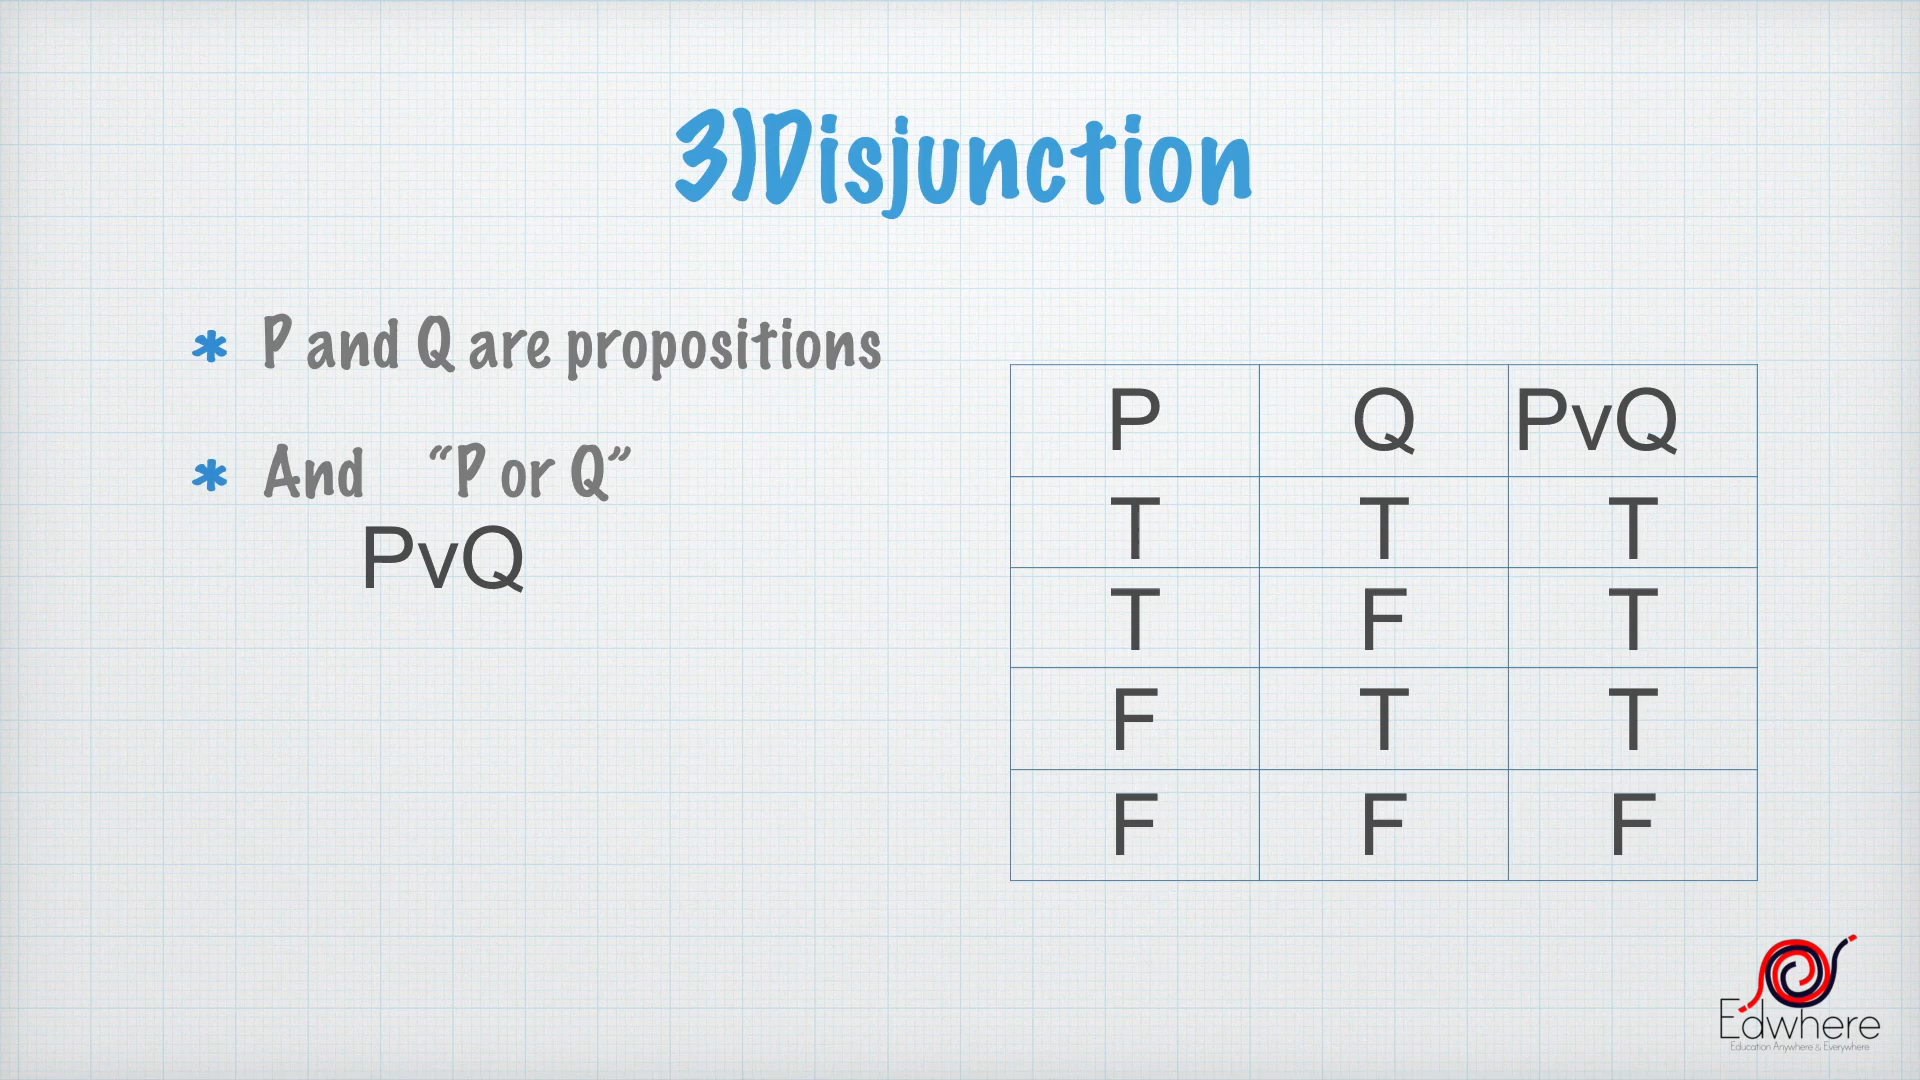 3)Disjunction
* P and Q are propositions
* And “P or Q”
PvQ
P Q PvQ
T T T
T F T
F T T
F F F
Edwhere
Education Anywhere & Everywhere